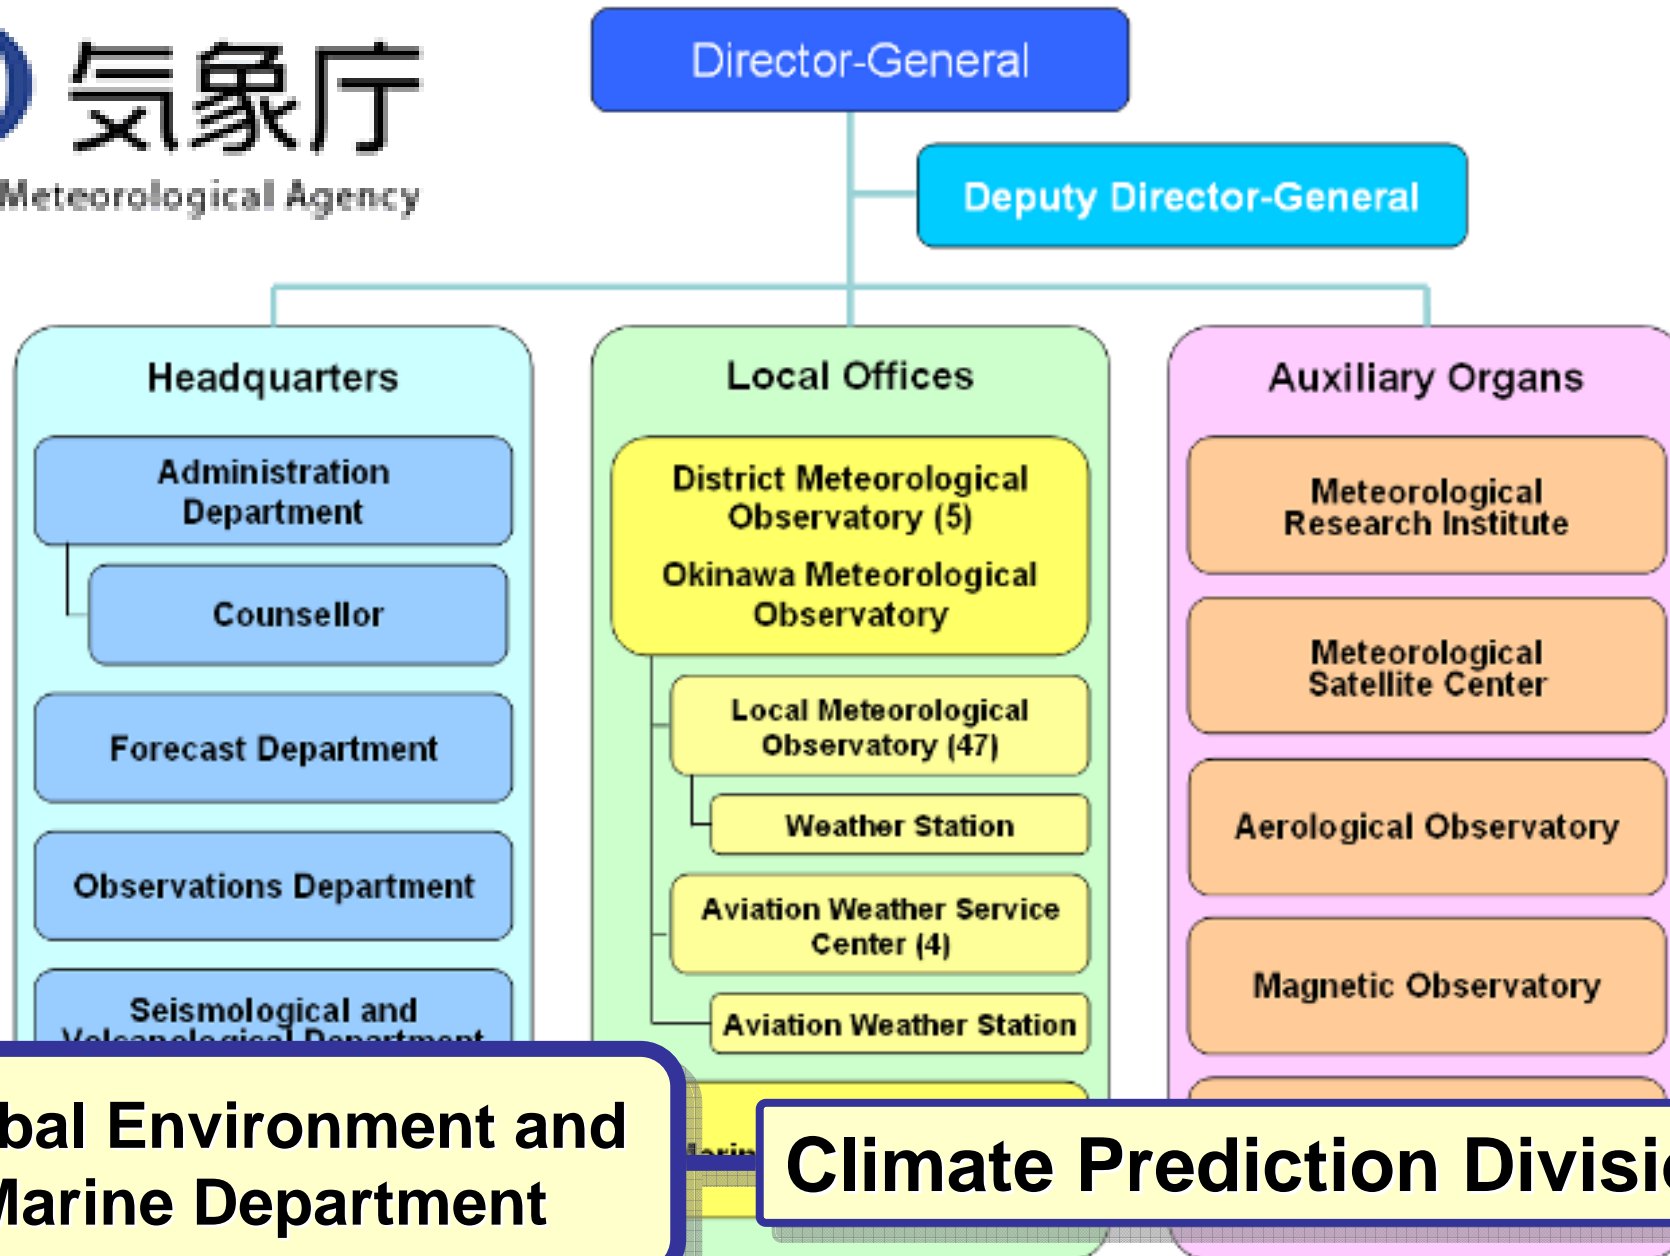 気象庁
Meteorological Agency
Director-General
Deputy Director-General
Headquarters
Administration
Department
Counsellor
Forecast Department
Observations Department
Seismological and
Volcanological Department
bal Environment and
Marine Department
Local Offices
District Meteorological
Observatory (5)
Okinawa Meteorological
Observatory
Local Meteorological
Observatory (47)
Weather Station
Aviation Weather Service
Center (4)
Aviation Weather Station
Climate Prediction Divisi
Auxiliary Organs
Meteorological
Research Institute
Meteorological
Satellite Center
Aerological Observatory
Magnetic Observatory